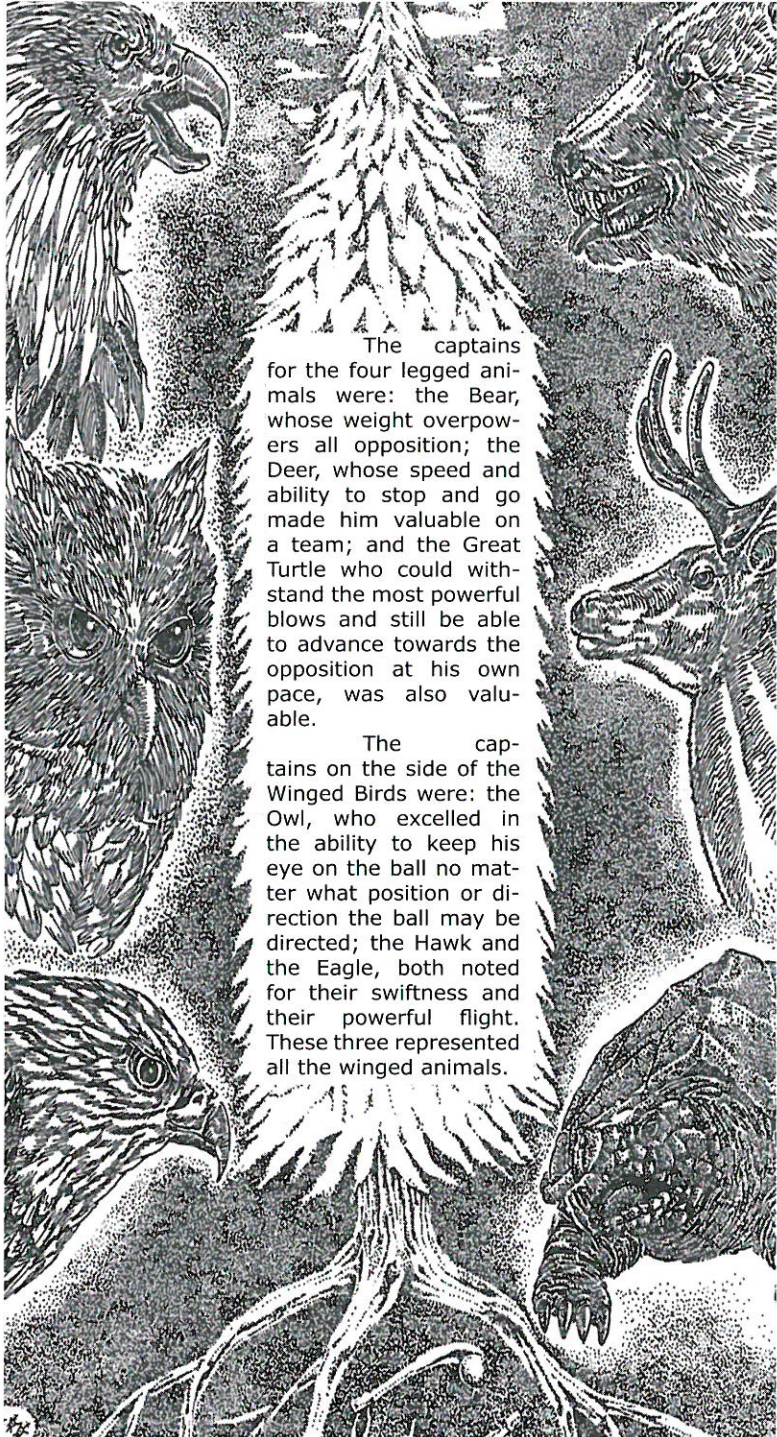 The captains
for the four legged ani-
mals were: the Bear,
whose weight overpow-
ers all opposition; the
Deer, whose speed and
ability to stop and go
made him valuable on
a team; and the Great
Turtle who could with-
stand the most powerful
blows and still be able
to advance towards the
opposition at his own
pace, was also valu-
able.
The cap-
tains on the side of the
Winged Birds were: the
Owl, who excelled in
the ability to keep his
eye on the ball no mat-
ter what position or di-
rection the ball may be
directed; the Hawk and
the Eagle, both noted
for their swiftness and
their powerful flight.
These three represented
all the winged animals.